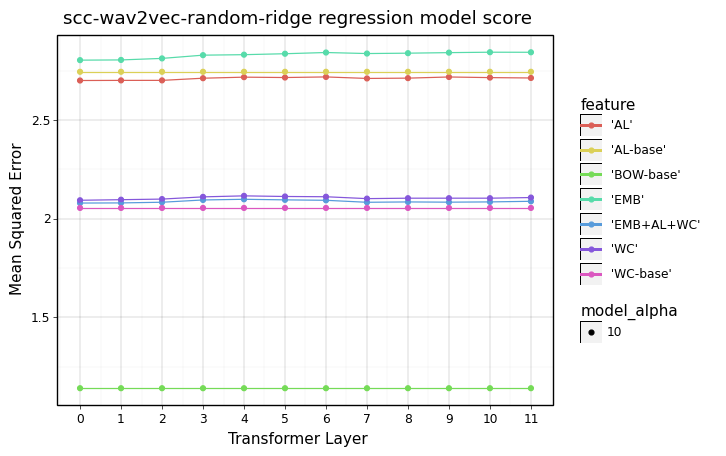 scc-wav2vec-random-ridge regression model score
Mean Squared Error
2.5
2
1.5
0 1 2 3 4 5 6 7 8 9 10 11
Transformer Layer
feature
'AL'
'AL-base'
'BOW-base'
'EMB'
'EMB+AL+WC'
'WC'
'WC-base'
model_alpha
10